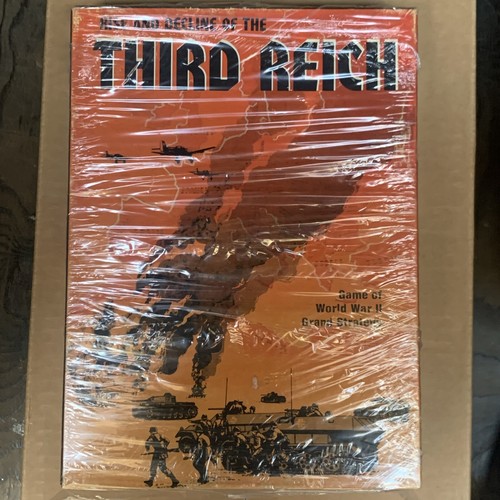 RISE AND DECLINE OF THE
THIRD REICH
Game of
World War II
Grand Strategy